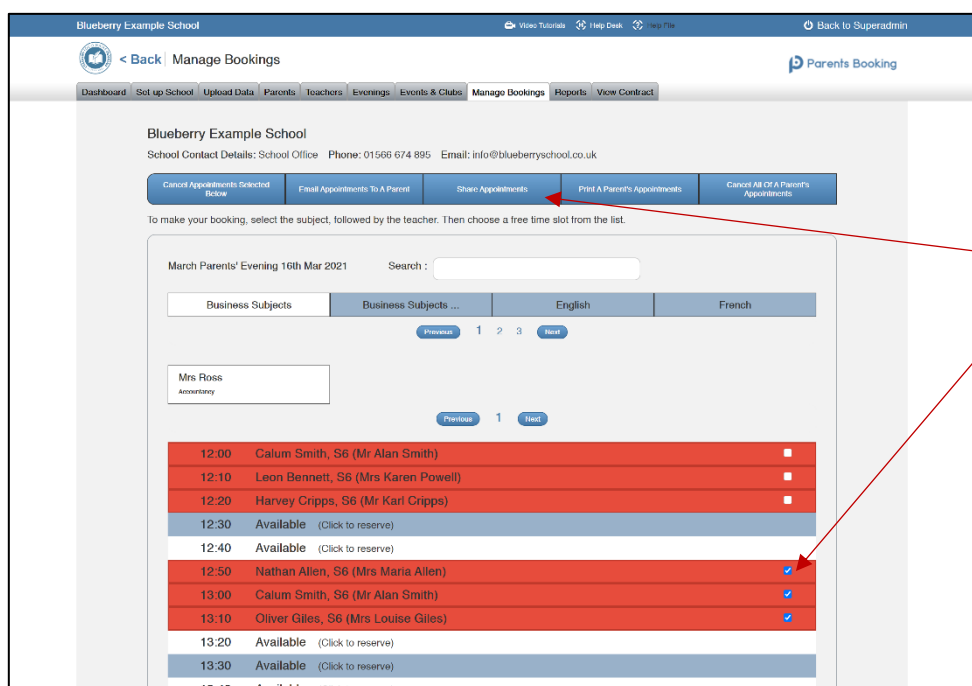 Blueberry Example School
Video Tutorials Help Desk Help File
Back to Superadmin
< Back Manage Bookings
Parents Booking
Dashboard Set up School Upload Data Parents Teachers Evenings Events & Clubs Manage Bookings Reports View Contract
Blueberry Example School
School Contact Details: School Office Phone: 01566 674 895 Email: info@blueberryschool.co.uk
Cancel Appointments Selected
Below
Email Appointments To A Parent
Share Appointments
Print A Parent's Appointments
Cancel All Of A Parent's
Appointments
To make your booking, select the subject, followed by the teacher. Then choose a free time slot from the list.
March Parents' Evening 16th Mar 2021 Search :
Business Subjects Business Subjects ... English French
Previous 1 2 3 Next
Mrs Ross
Accountancy
Previous 1 Next
12:00 Calum Smith, S6 (Mr Alan Smith)
12:10 Leon Bennett, S6 (Mrs Karen Powell)
12:20 Harvey Cripps, S6 (Mr Karl Cripps)
12:30 Available (Click to reserve)
12:40 Available (Click to reserve)
12:50 Nathan Allen, S6 (Mrs Maria Allen)
13:00 Calum Smith, S6 (Mr Alan Smith)
13:10 Oliver Giles, S6 (Mrs Louise Giles)
13:20 Available (Click to reserve)
13:30 Available (Click to reserve)